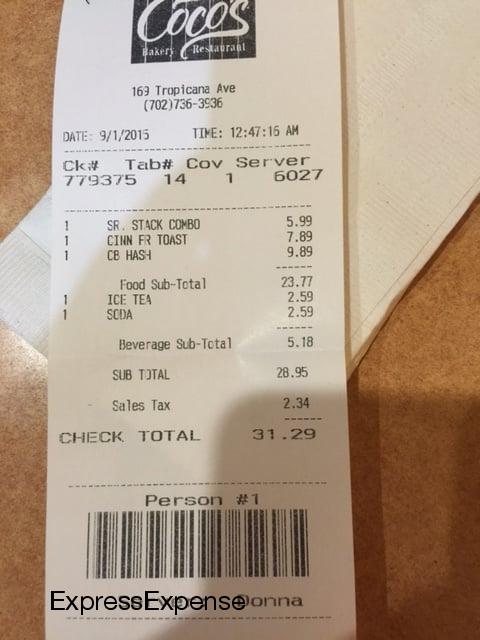 Coco's
Bakery Restaurant
169 Tropicana Ave
(702)736-3936
DATE: 9/1/2015 TIME: 12:47:16 AM
Ck# Tab# Cov Server
779375 14 1 6027
1 SR. STACK COMBO 5.99
1 CINN FR TOAST 7.89
1 CB HASH 9.89
Food Sub-Total 23.77
1 ICE TEA 2.59
1 SODA 2.59
Beverage Sub-Total 5.18
SUB TOTAL 28.95
Sales Tax 2.34
CHECK TOTAL 31.29
Person #1
ExpressExpense
Donna